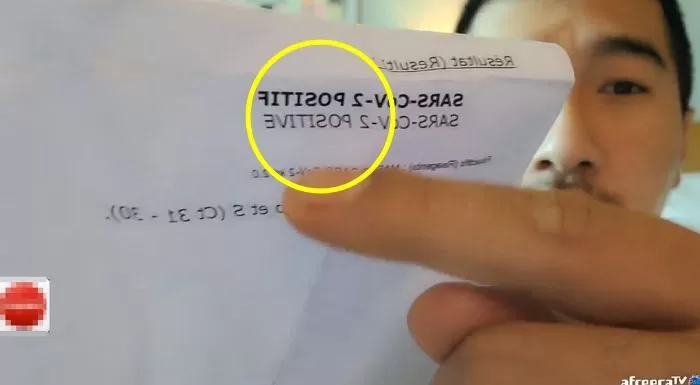 Résultat (Result)
SARS-CoV-2 POSITIF
SARS-CoV-2 POSITIVE
et S (Ct 31 - 30).
afreecaTV